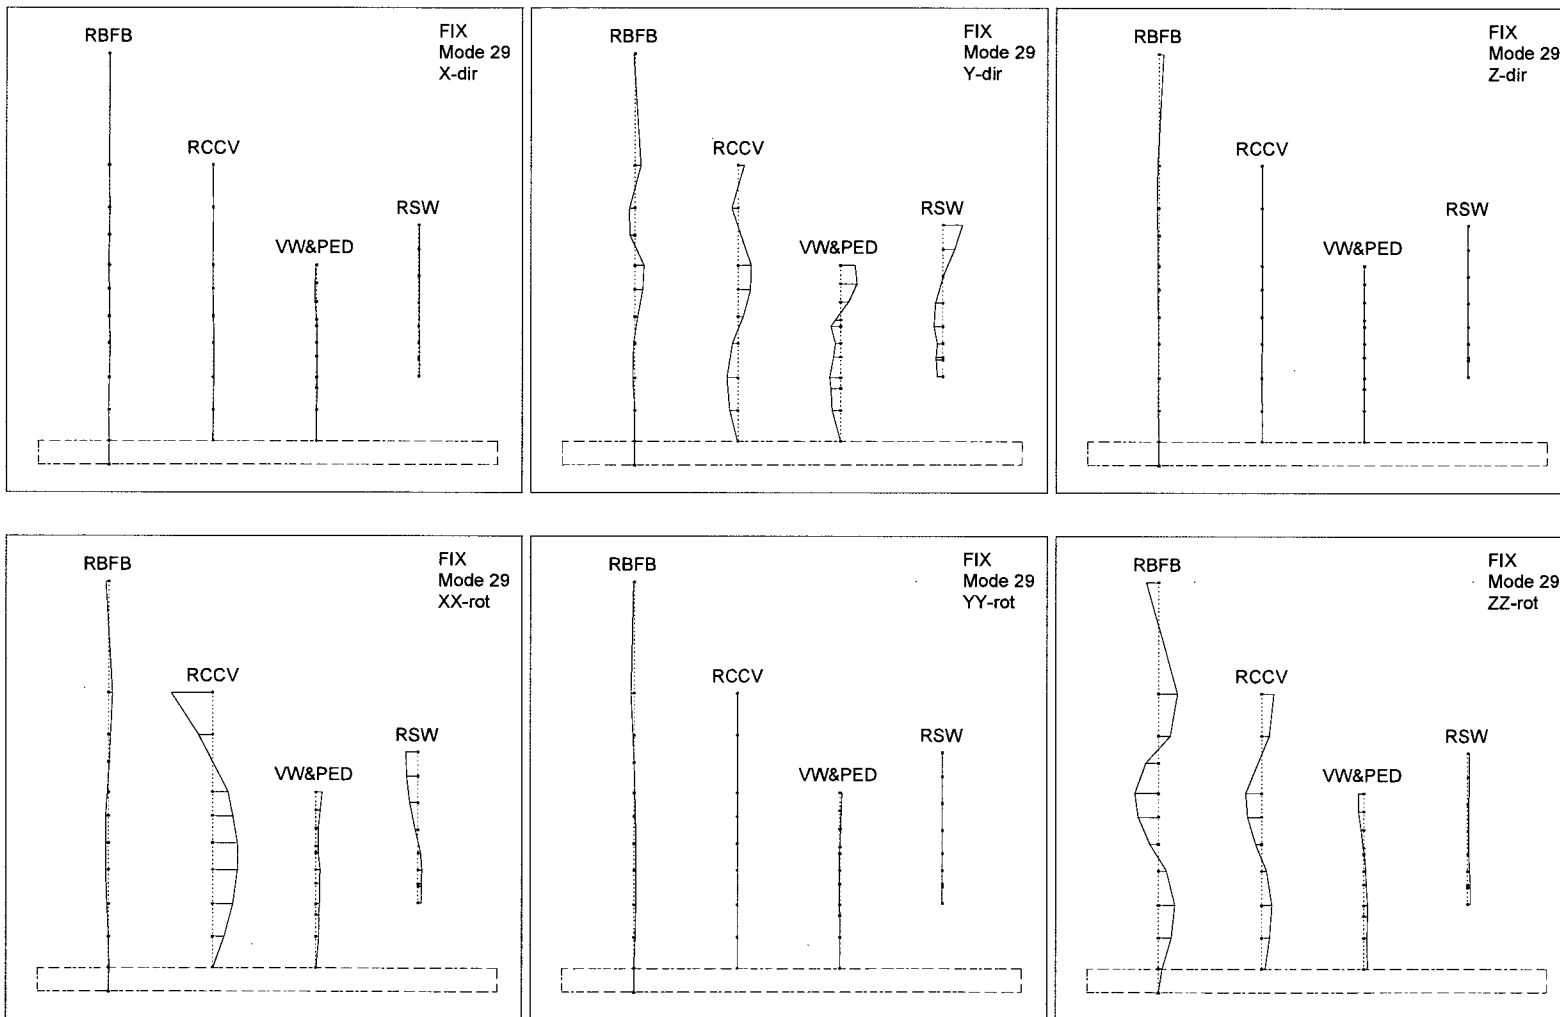 RBFB
FIX
Mode 29
X-dir
RCCV
RSW
VW&PED
RBFB
FIX
Mode 29
Y-dir
RCCV
RSW
VW&PED
RBFB
FIX
Mode 29
Z-dir
RCCV
RSW
VW&PED
RBFB
FIX
Mode 29
XX-rot
RCCV
RSW
VW&PED
RBFB
FIX
Mode 29
YY-rot
RCCV
RSW
VW&PED
RBFB
FIX
Mode 29
ZZ-rot
RCCV
RSW
VW&PED